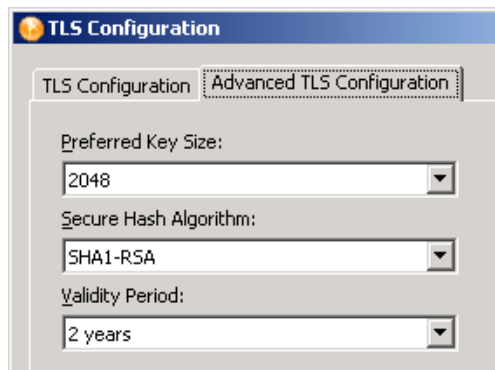 TLS Configuration
TLS Configuration Advanced TLS Configuration
Preferred Key Size:
2048
Secure Hash Algorithm:
SHA1-RSA
Validity Period:
2 years